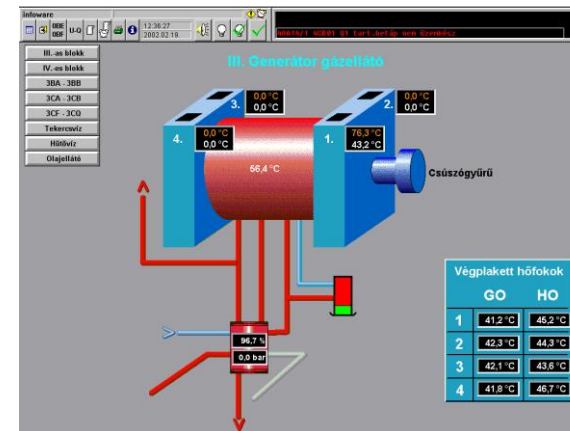 infoware
OBE
OBF
U-Q
12:36:27
2002.02.19.
III.-as blokk
IV.-es blokk
3BA - 3BB
3CA - 3CB
3CF - 3CQ
Tekercsvíz
Hűtővíz
Olajellátó
III. Generátor gázellátó
3.
0,0 °C
0,0 °C
2.
0,0 °C
0,0 °C
4.
0,0 °C
0,0 °C
1.
76,3 °C
43,2 °C
56,4 °C
Csúszógyűrű
96,7 %
0,0 bar
Végplakett hőfokok
GO HO
1 41,2 °C 45,2 °C
2 42,3 °C 44,3 °C
3 42,1 °C 43,6 °C
4 41,8 °C 46,7 °C